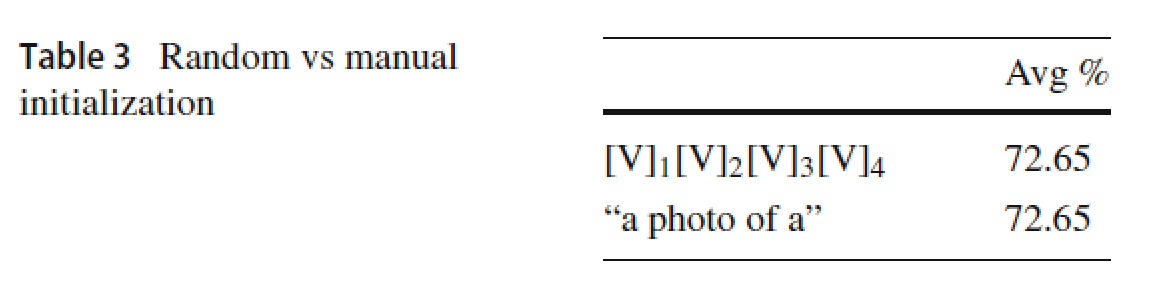 Table 3 Random vs manual
initialization
Avg %
[V]₁[V]₂[V]₃[V]₄ 72.65
“a photo of a” 72.65